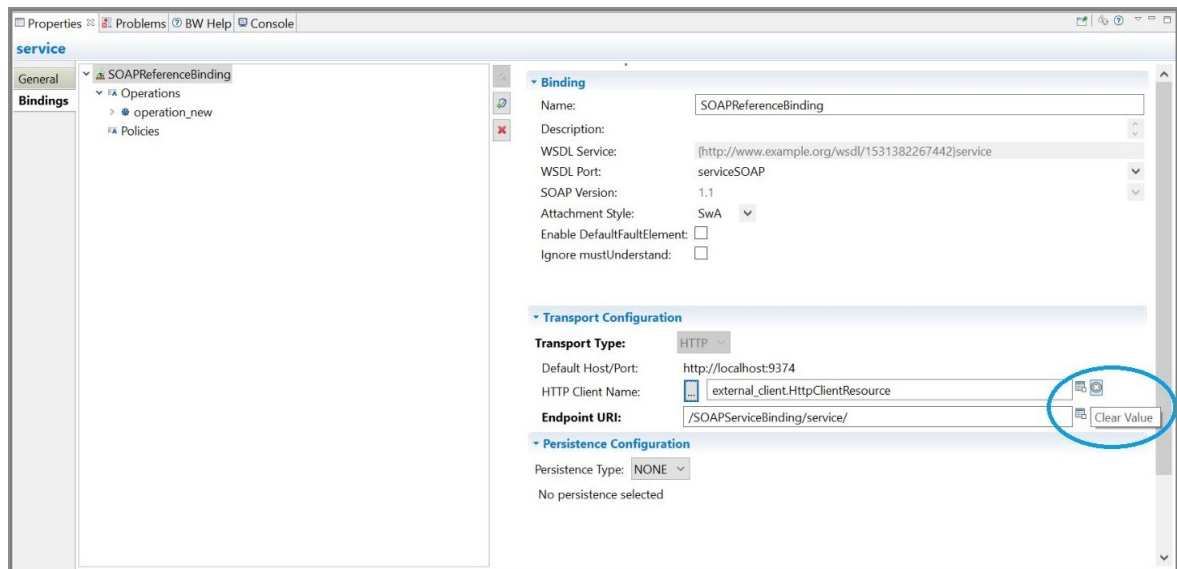 Properties Problems BW Help Console
service
General
Bindings
SOAPReferenceBinding
Operations
operation_new
Policies
Binding
Name: SOAPReferenceBinding
Description:
WSDL Service: {http://www.example.org/wsdl/1531382267442}service
WSDL Port: serviceSOAP
SOAP Version: 1.1
Attachment Style: SwA
Enable DefaultFaultElement:
Ignore mustUnderstand:
Transport Configuration
Transport Type: HTTP
Default Host/Port: http://localhost:9374
HTTP Client Name: ... external_client.HttpClientResource
Endpoint URI: /SOAPServiceBinding/service/
Clear Value
Persistence Configuration
Persistence Type: NONE
No persistence selected